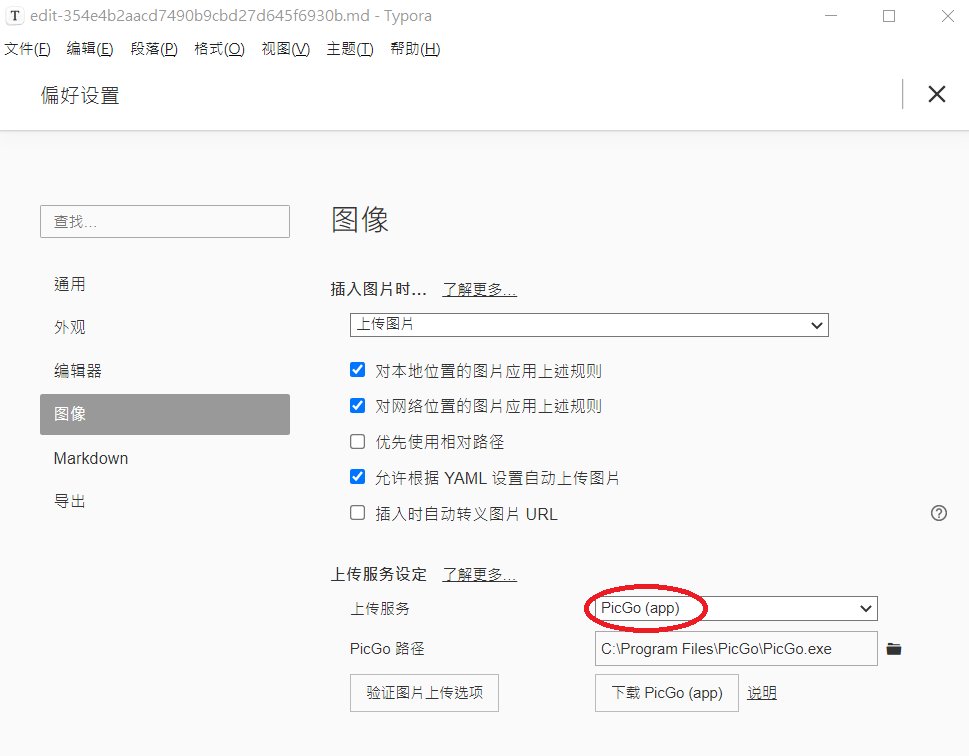 T edit-354e4b2aacd7490b9cbd27d645f6930b.md - Typora
文件(F) 编辑(E) 段落(P) 格式(O) 视图(V) 主题(T) 帮助(H)
偏好设置
查找...
通用
外观
编辑器
图像
Markdown
导出
图像
插入图片时... 了解更多...
上传图片
对本地位置的图片应用上述规则
对网络位置的图片应用上述规则
优先使用相对路径
允许根据 YAML 设置自动上传图片
插入时自动转义图片 URL
上传服务设定 了解更多...
上传服务 PicGo (app)
PicGo 路径 C:\Program Files\PicGo\PicGo.exe
验证图片上传选项 下载 PicGo (app) 说明